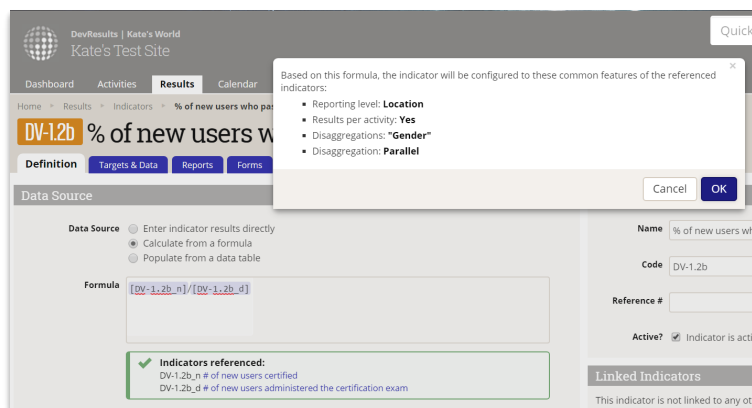 DevResults | Kate's World
Kate's Test Site
Quick
Dashboard Activities Results Calendar
Home Results Indicators % of new users who pas
DV-1.2b % of new users w
Definition Targets & Data Reports Forms
Based on this formula, the indicator will be configured to these common features of the referenced
indicators:
Reporting level: Location
Results per activity: Yes
Disaggregations: "Gender"
Disaggregation: Parallel
Cancel OK
Data Source
Data Source Enter indicator results directly
Calculate from a formula
Populate from a data table
Formula [DV-1.2b_n]/[DV-1.2b_d]
Indicators referenced:
DV-1.2b_n # of new users certified
DV-1.2b_d # of new users administered the certification exam
Name % of new users wh
Code DV-1.2b
Reference #
Active? Indicator is acti
Linked Indicators
This indicator is not linked to any ot